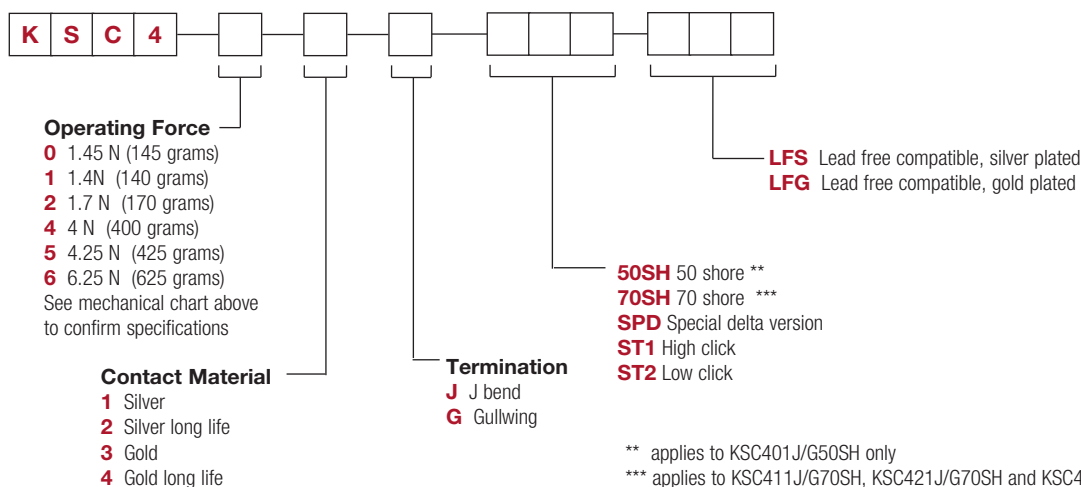 K S C 4
Operating Force
0 1.45 N (145 grams)
1 1.4N (140 grams)
2 1.7 N (170 grams)
4 4 N (400 grams)
5 4.25 N (425 grams)
6 6.25 N (625 grams)
See mechanical chart above
to confirm specifications
Contact Material
1 Silver
2 Silver long life
3 Gold
4 Gold long life
Termination
J J bend
G Gullwing
50SH 50 shore **
70SH 70 shore ***
SPD Special delta version
ST1 High click
ST2 Low click
LFS Lead free compatible, silver plated
LFG Lead free compatible, gold plated
** applies to KSC401J/G50SH only
*** applies to KSC411J/G70SH, KSC421J/G70SH and KSC4